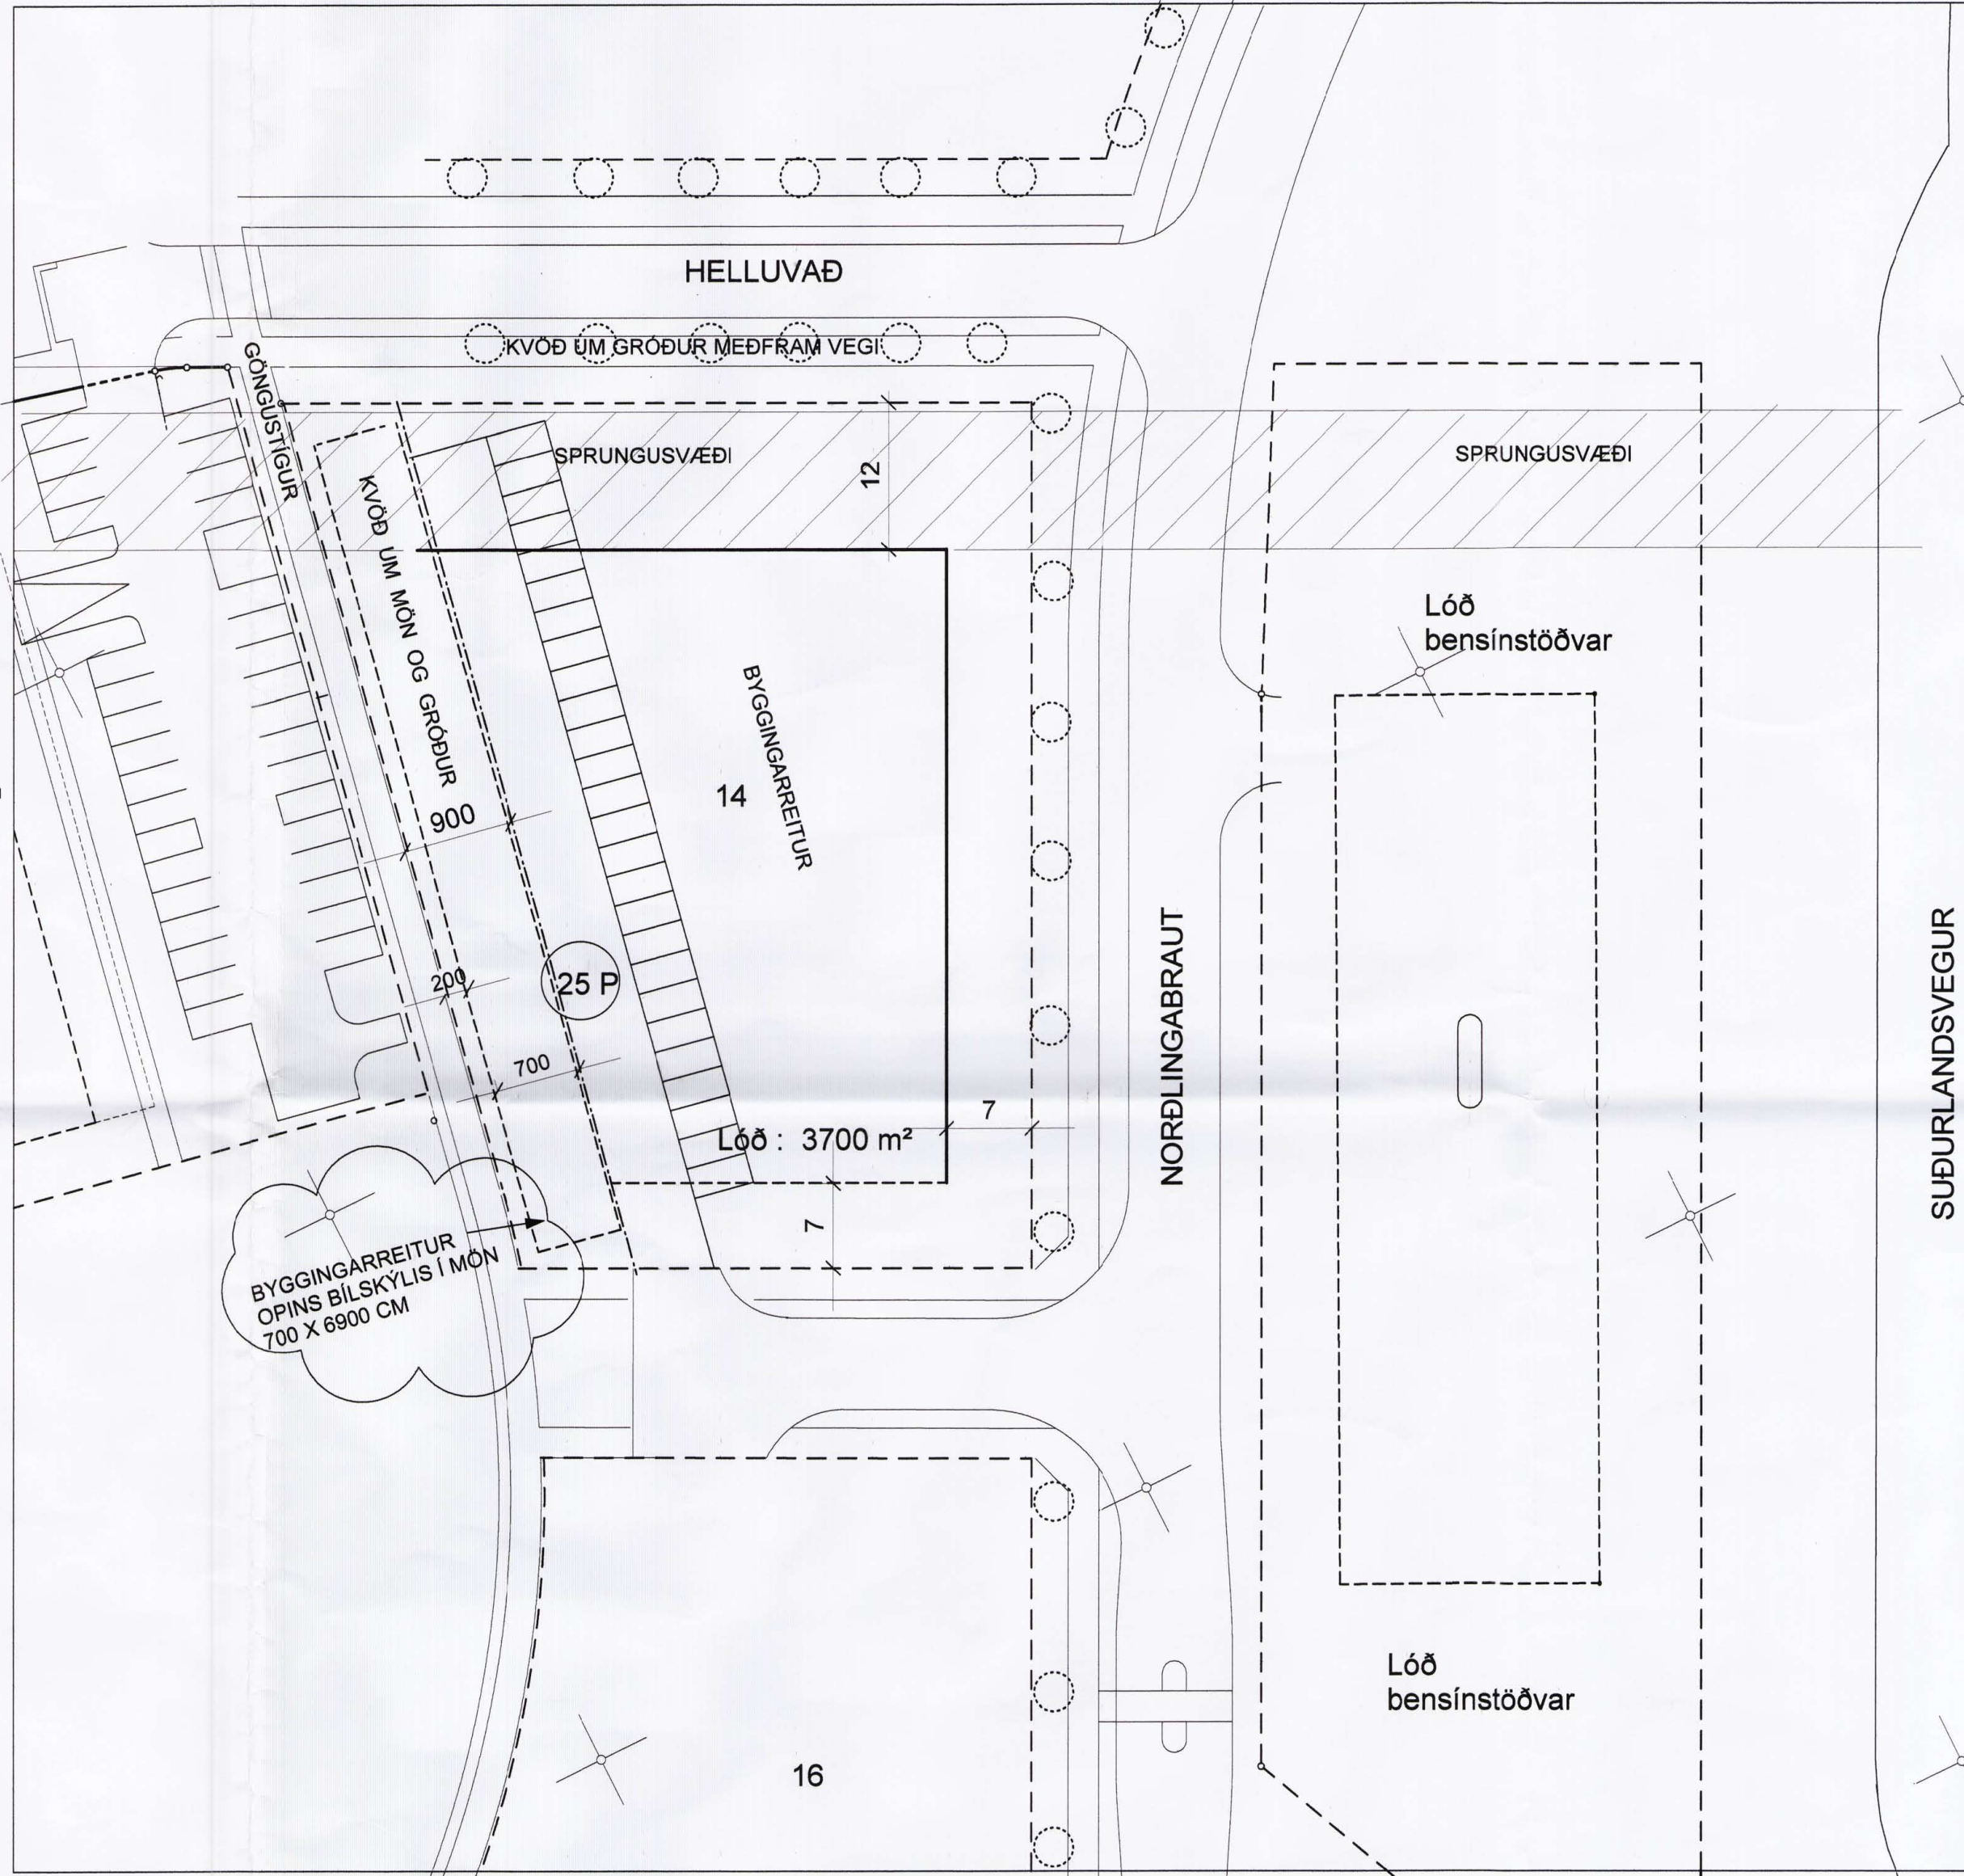 HELLUVAÐ
KVÖÐ UM GRÓÐUR MEÐFRAM VEGI
GÖNGUSTÍGUR
SPRUNGUSVÆÐI
SPRUNGUSVÆÐI
12
KVÖÐ UM MÖN OG GRÓÐUR
Lóð
bensínstöðvar
BYGGINGARREITUR
14
900
NORÐLINGABRAUT
SUÐURLANDSVEGUR
200
25 P
700
7
Lóð : 3700 m²
7
BYGGINGARREITUR
OPINS BÍLSKÝLIS Í MÖN
700 X 6900 CM
Lóð
bensínstöðvar
16